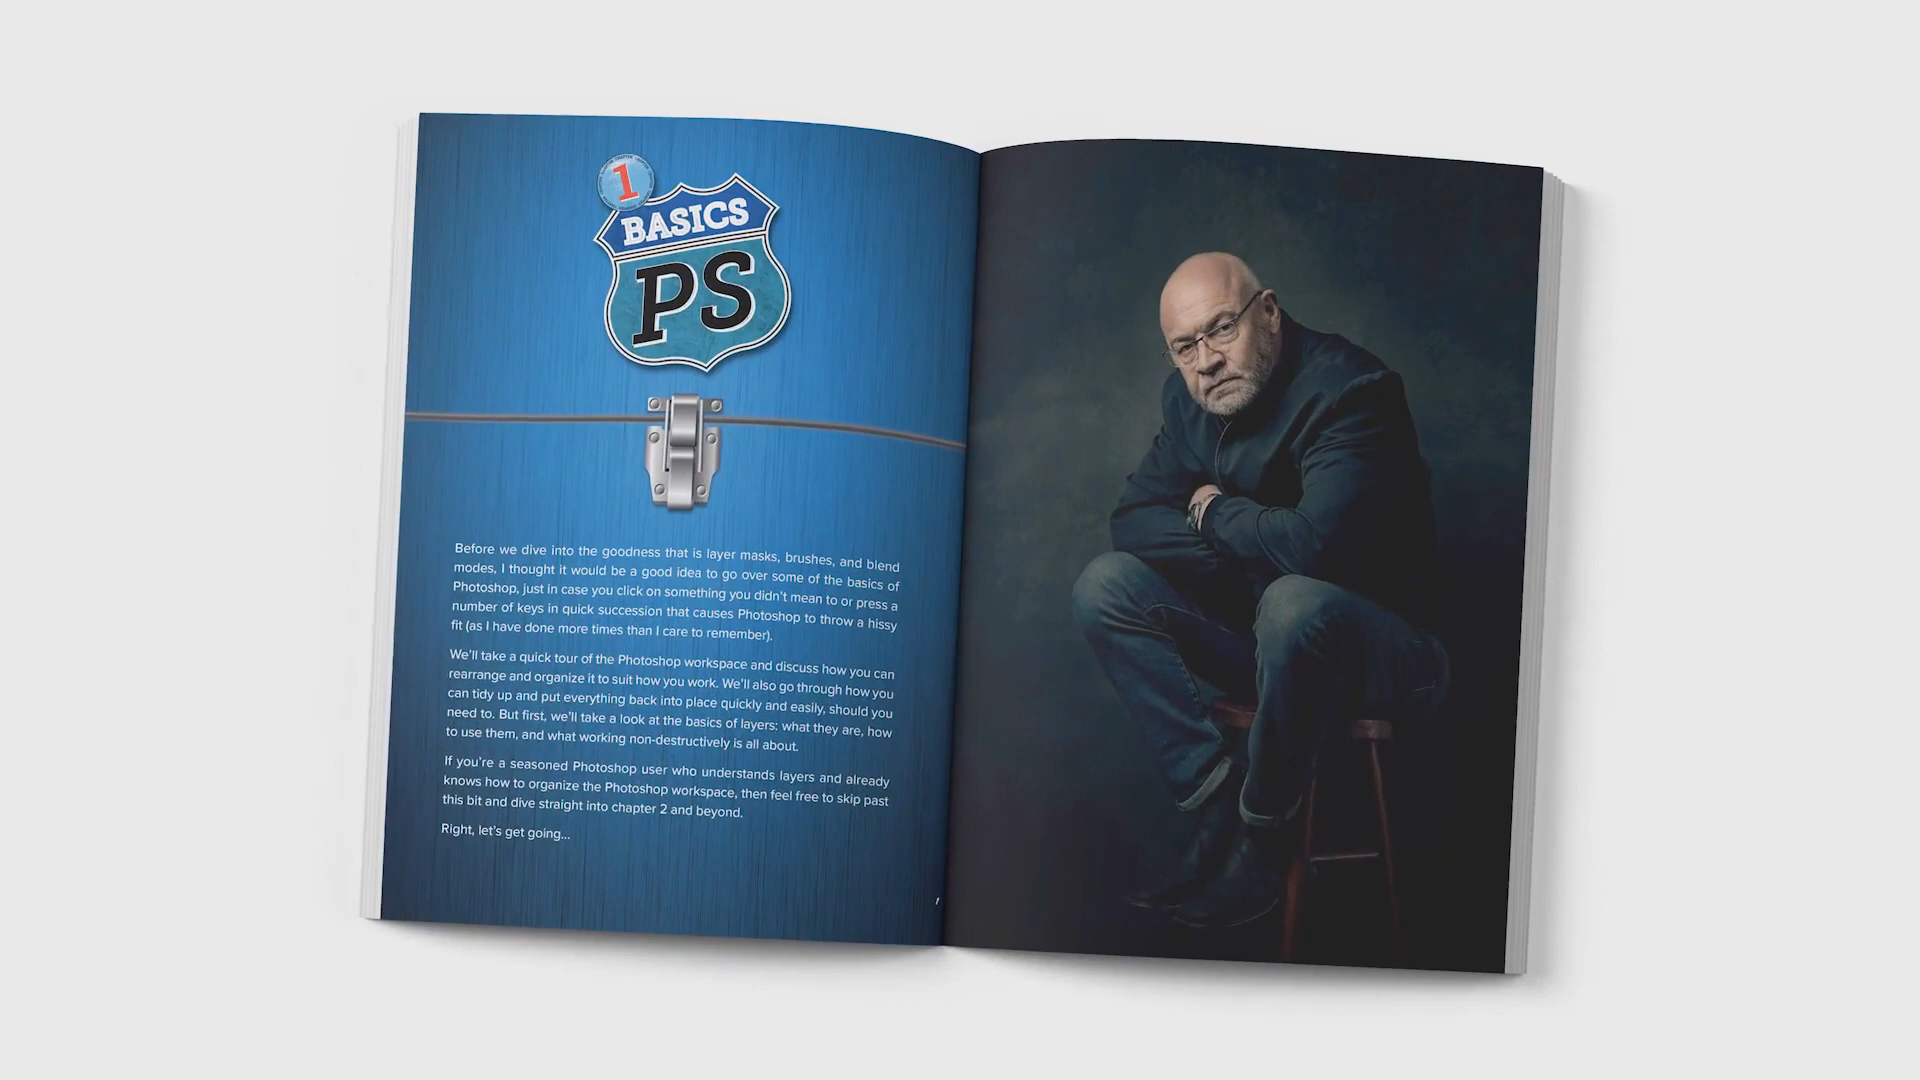 1
BASICS
PS
Before we dive into the goodness that is layer masks, brushes, and blend
modes, I thought it would be a good idea to go over some of the basics of
Photoshop, just in case you click on something you didn't mean to or press a
number of keys in quick succession that causes Photoshop to throw a hissy
fit (as I have done more times than I care to remember).
We'll take a quick tour of the Photoshop workspace and discuss how you can
rearrange and organize it to suit how you work. We'll also go through how you
can tidy up and put everything back into place quickly and easily, should you
need to. But first, we'll take a look at the basics of layers: what they are, how
to use them, and what working non-destructively is all about.
If you're a seasoned Photoshop user who understands layers and already
knows how to organize the Photoshop workspace, then feel free to skip past
this bit and dive straight into chapter 2 and beyond.
Right, let's get going...